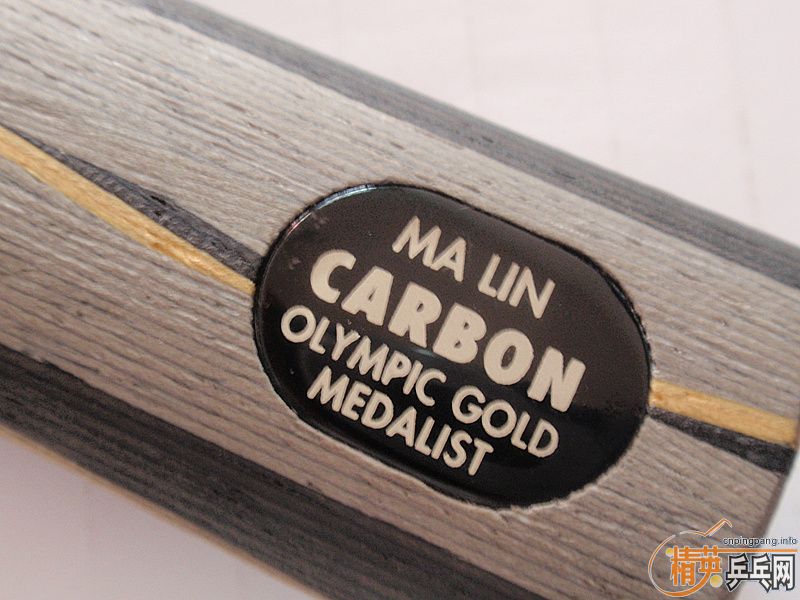 MA LIN
CARBON
OLYMPIC GOLD
MEDALIST
cnpingpang.info
精英乒乓网